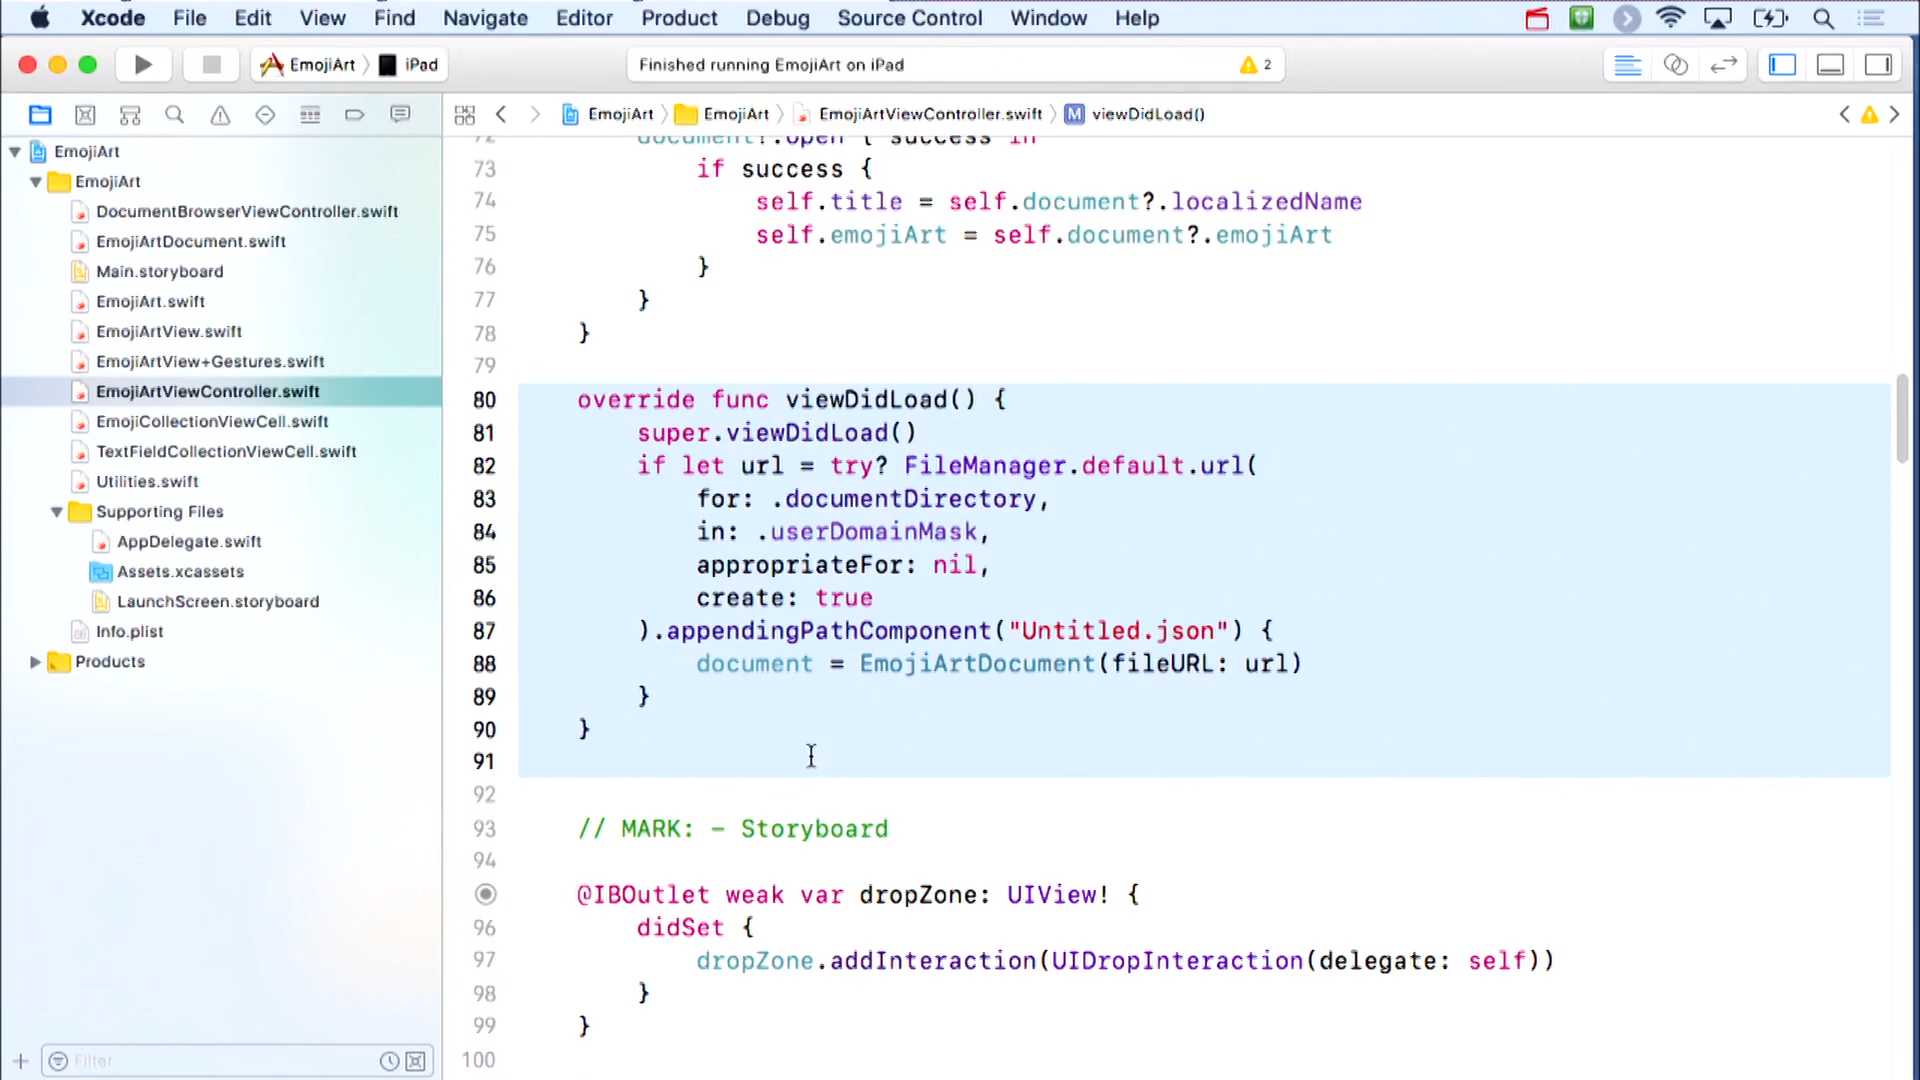 Xcode File Edit View Find Navigate Editor Product Debug Source Control Window Help
EmojiArt iPad Finished running EmojiArt on iPad 2
EmojiArt EmojiArt EmojiArtViewController.swift M viewDidLoad()
EmojiArt
EmojiArt
DocumentBrowserViewController.swift
EmojiArtDocument.swift
Main.storyboard
EmojiArt.swift
EmojiArtView.swift
EmojiArtView+Gestures.swift
EmojiArtViewController.swift
EmojiCollectionViewCell.swift
TextFieldCollectionViewCell.swift
Utilities.swift
Supporting Files
AppDelegate.swift
Assets.xcassets
LaunchScreen.storyboard
Info.plist
Products
Filter
72 document?.open { success in
73 if success {
74 self.title = self.document?.localizedName
75 self.emojiArt = self.document?.emojiArt
76 }
77 }
78 }
79
80 override func viewDidLoad() {
81 super.viewDidLoad()
82 if let url = try? FileManager.default.url(
83 for: .documentDirectory,
84 in: .userDomainMask,
85 appropriateFor: nil,
86 create: true
87 ).appendingPathComponent("Untitled.json") {
88 document = EmojiArtDocument(fileURL: url)
89 }
90 }
91
92
93 // MARK: - Storyboard
94
@IBOutlet weak var dropZone: UIView! {
96 didSet {
97 dropZone.addInteraction(UIDropInteraction(delegate: self))
98 }
99 }
100